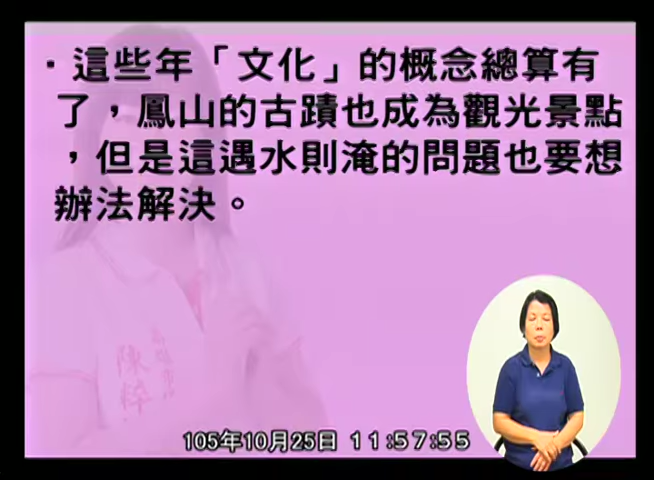 ・這些年「文化」的概念總算有
了，鳳山的古蹟也成為觀光景點
，但是這遇水則淹的問題也要想
辦法解決。
陳粹
105年10月25日 11:57:55